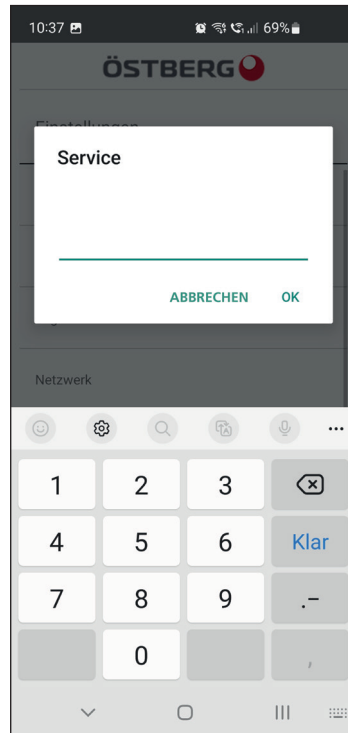 10:37 69%
ÖSTBERG
Einstellungen
Service
ABBRECHEN OK
Netzwerk
1 2 3
4 5 6 Klar
7 8 9 .-
0 ,